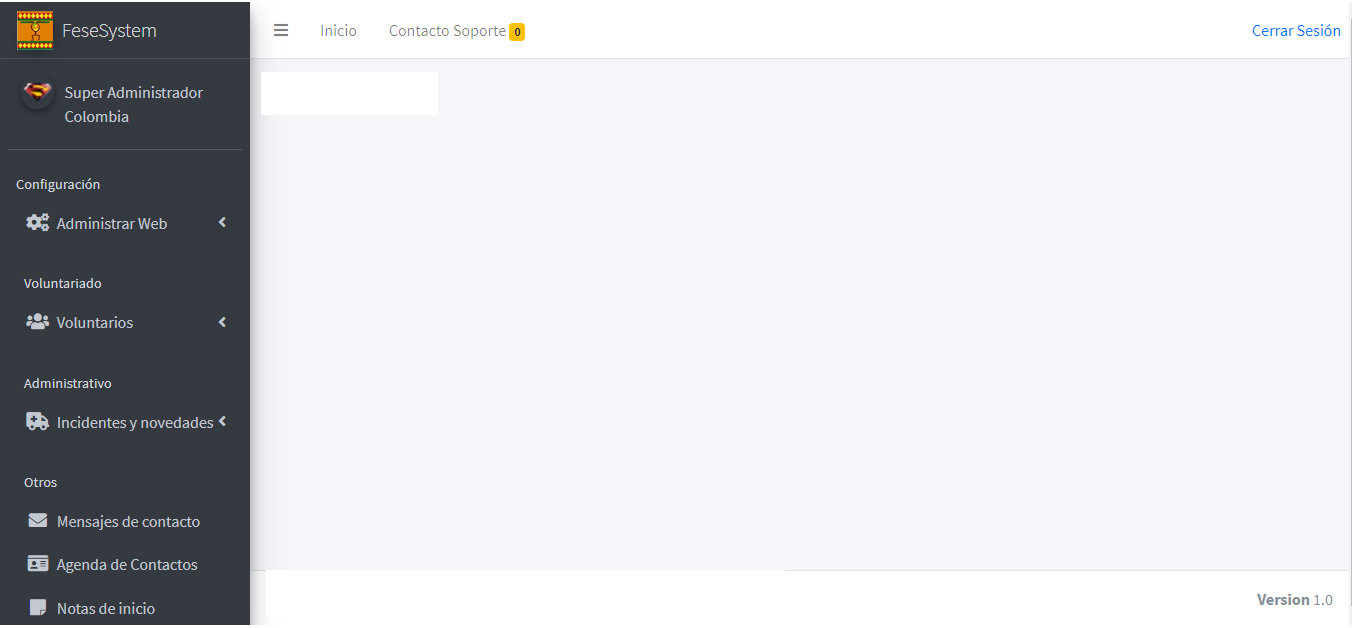 FeseSystem
Inicio
Contacto Soporte 0
Cerrar Sesión
Super Administrador
Colombia
Configuración
Administrar Web
Voluntariado
Voluntarios
Administrativo
Incidentes y novedades
Otros
Mensajes de contacto
Agenda de Contactos
Notas de inicio
Version 1.0